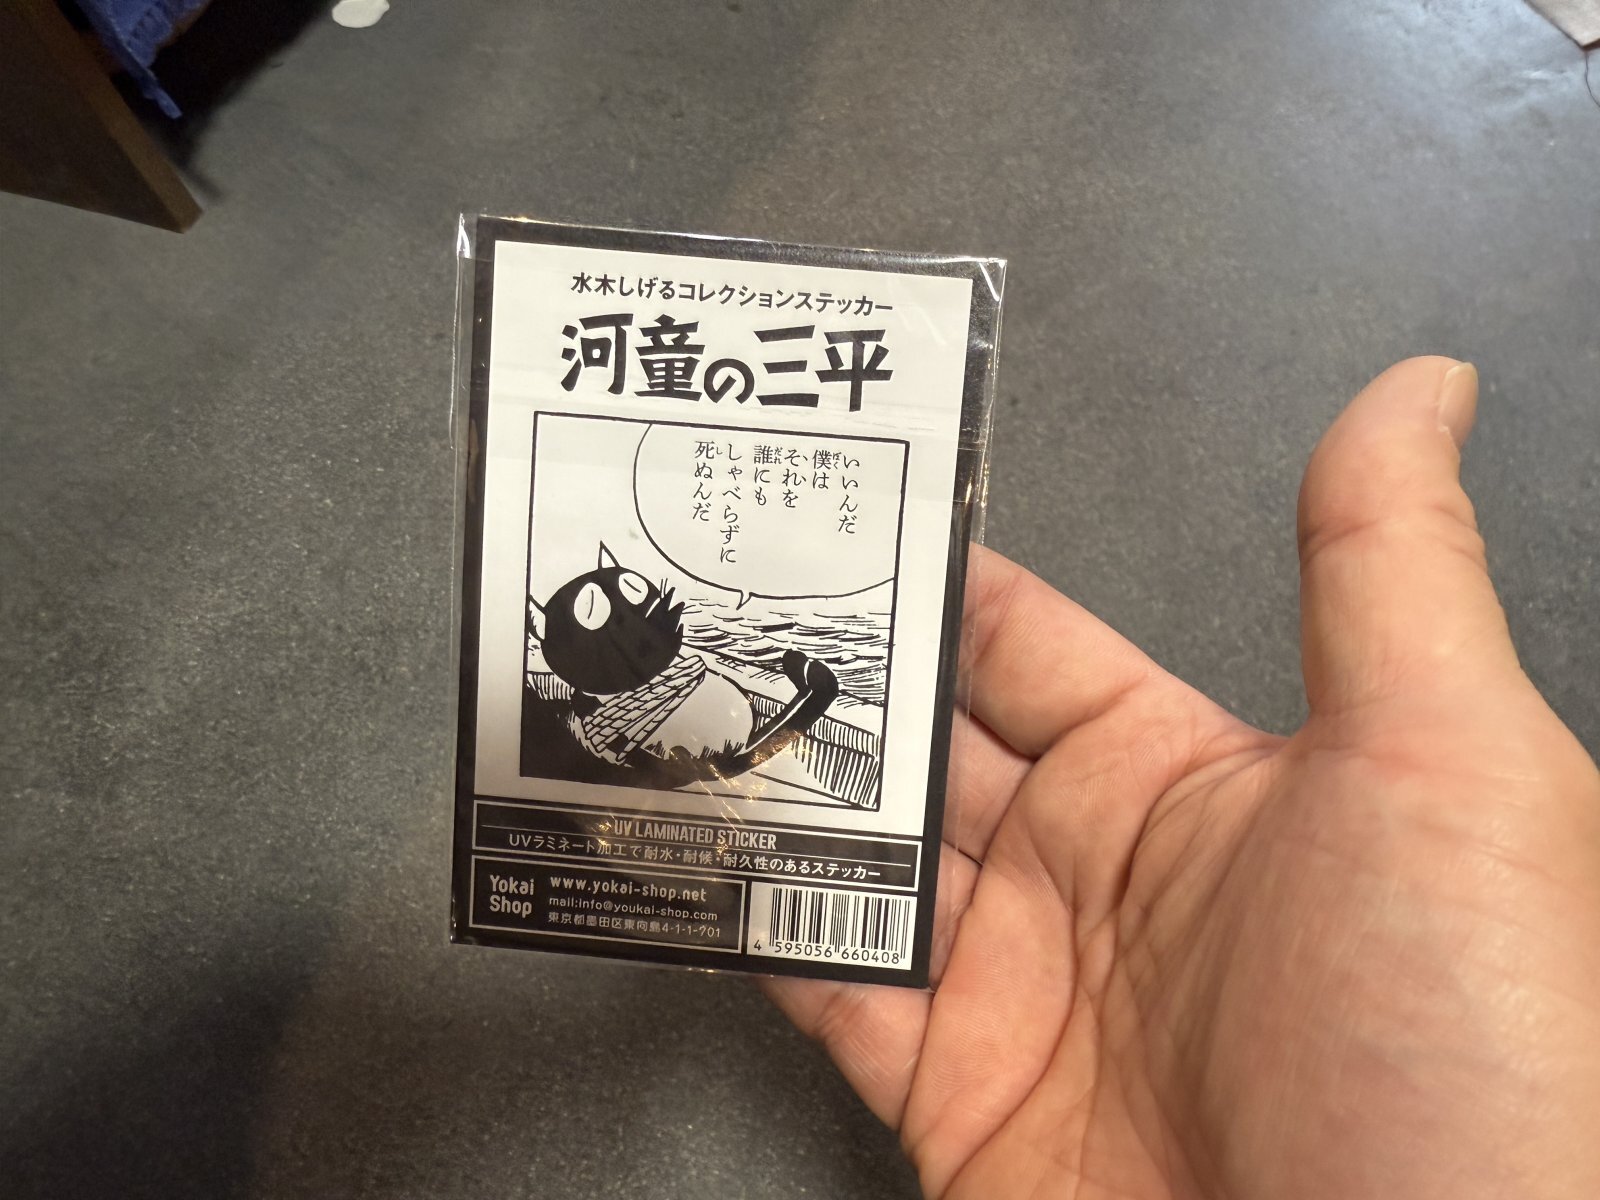 水木しげるコレクションステッカー
河童の三平
いいんだ
僕は
それを
誰にも
しゃべらずに
死ぬんだ
UV LAMINATED STICKER
UVラミネート加工で耐水・耐候・耐久性のあるステッカー
Yokai
Shop
www.yokai-shop.net
mail:info@youkai-shop.com
東京都墨田区東向島4-1-1-701
4 595056 660408